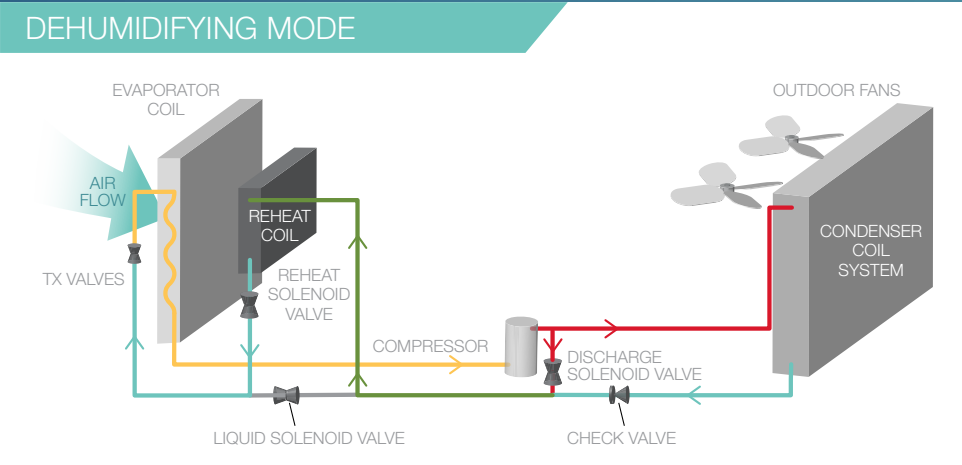 DEHUMIDIFYING MODE
EVAPORATOR
COIL
OUTDOOR FANS
AIR
FLOW
REHEAT
COIL
CONDENSER
COIL
SYSTEM
TX VALVES
REHEAT
SOLENOID
VALVE
COMPRESSOR
DISCHARGE
SOLENOID VALVE
LIQUID SOLENOID VALVE
CHECK VALVE